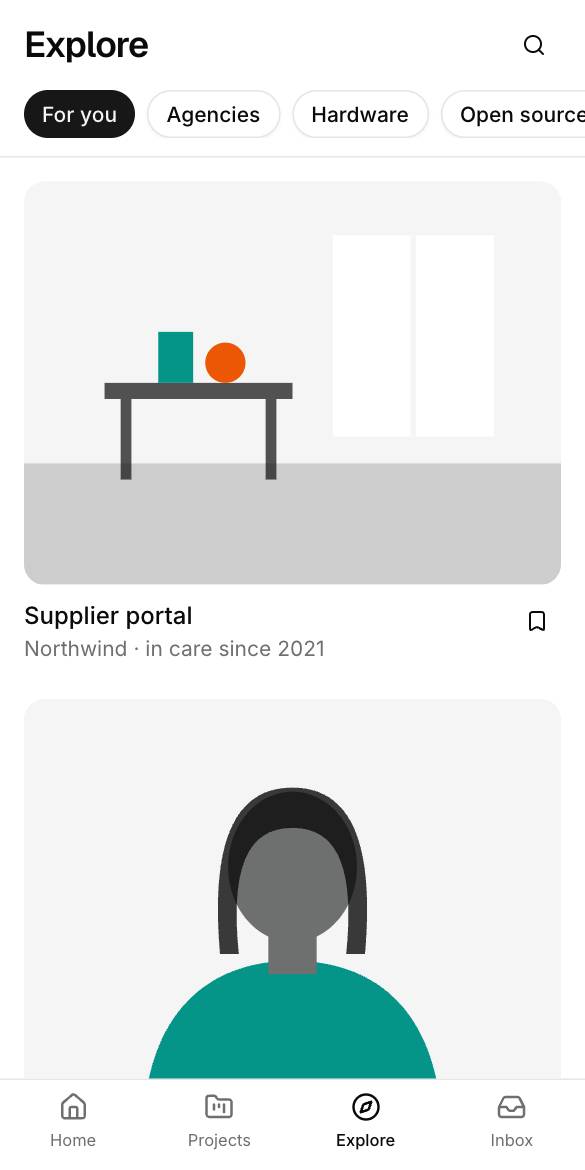 Explore
For you
Agencies
Hardware
Open source
Supplier portal
Northwind · in care since 2021
Home
Projects
Explore
Inbox